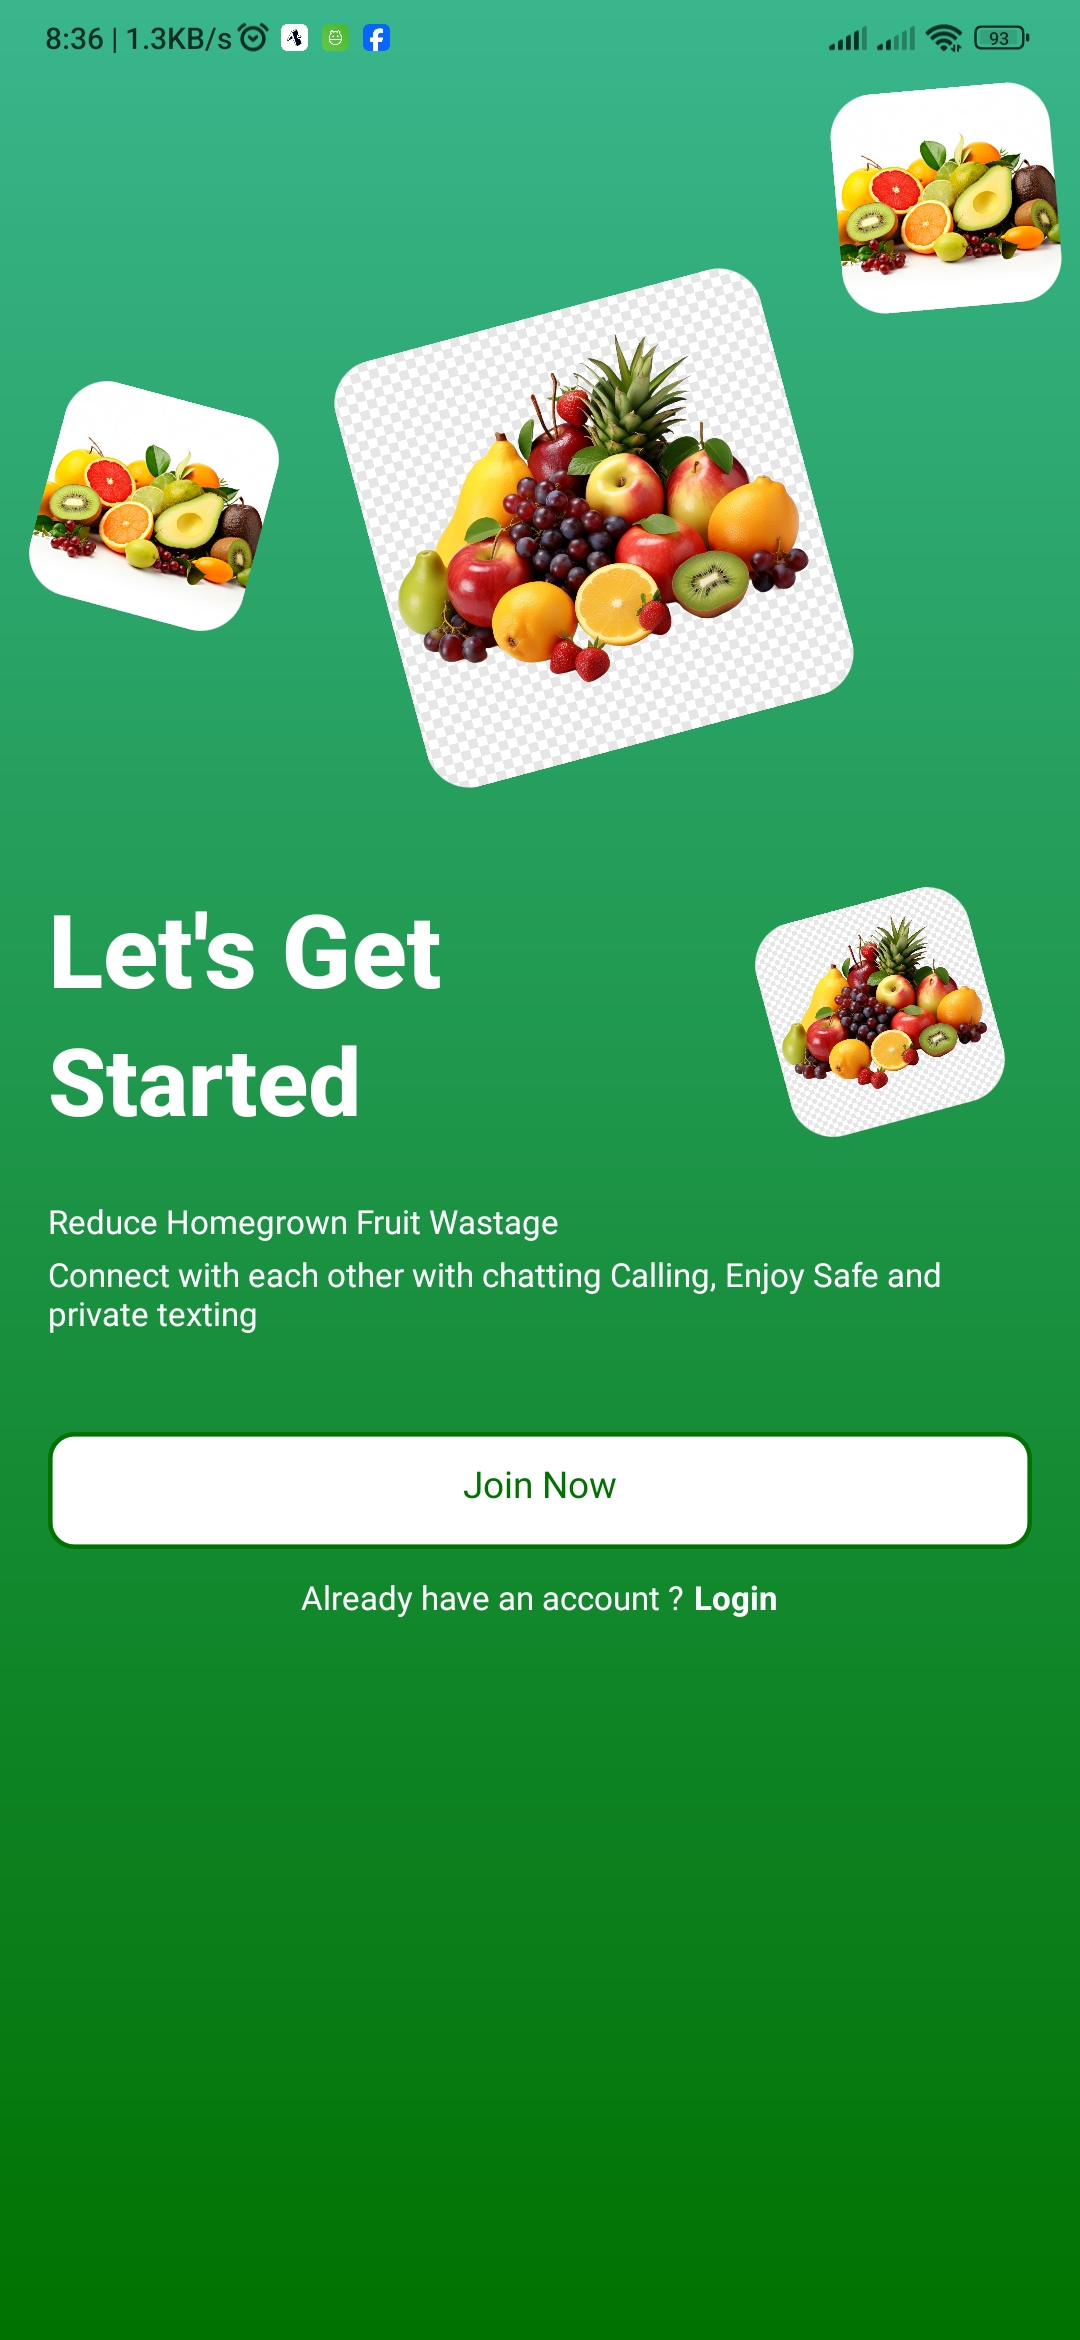 8:36 | 1.3KB/s
93
Let's Get
Started
Reduce Homegrown Fruit Wastage
Connect with each other with chatting Calling, Enjoy Safe and
private texting
Join Now
Already have an account ? Login